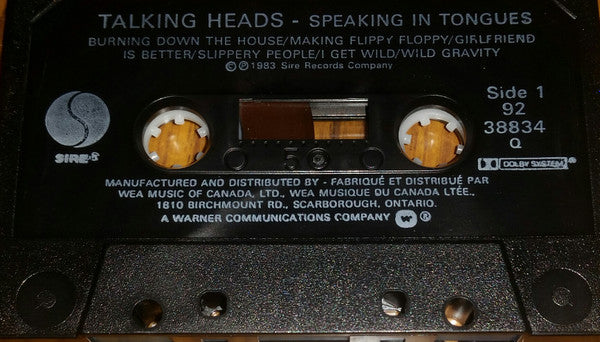 TALKING HEADS - SPEAKING IN TONGUES
BURNING DOWN THE HOUSE/MAKING FLIPPY FLOPPY/GIRLFRIEND
IS BETTER/SLIPPERY PEOPLE/I GET WILD/WILD GRAVITY
©℗1983 Sire Records Company
Side 1
92
38834
Q
SIRE
DOLBY SYSTEM®
MANUFACTURED AND DISTRIBUTED BY - FABRIQUÉ ET DISTRIBUÉ PAR
WEA MUSIC OF CANADA, LTD., WEA MUSIQUE DU CANADA LTÉE.,
1810 BIRCHMOUNT RD., SCARBOROUGH, ONTARIO.
A WARNER COMMUNICATIONS COMPANY ®